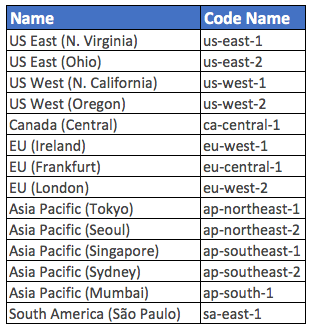 Name Code Name
US East (N. Virginia) us-east-1
US East (Ohio) us-east-2
US West (N. California) us-west-1
US West (Oregon) us-west-2
Canada (Central) ca-central-1
EU (Ireland) eu-west-1
EU (Frankfurt) eu-central-1
EU (London) eu-west-2
Asia Pacific (Tokyo) ap-northeast-1
Asia Pacific (Seoul) ap-northeast-2
Asia Pacific (Singapore) ap-southeast-1
Asia Pacific (Sydney) ap-southeast-2
Asia Pacific (Mumbai) ap-south-1
South America (São Paulo) sa-east-1